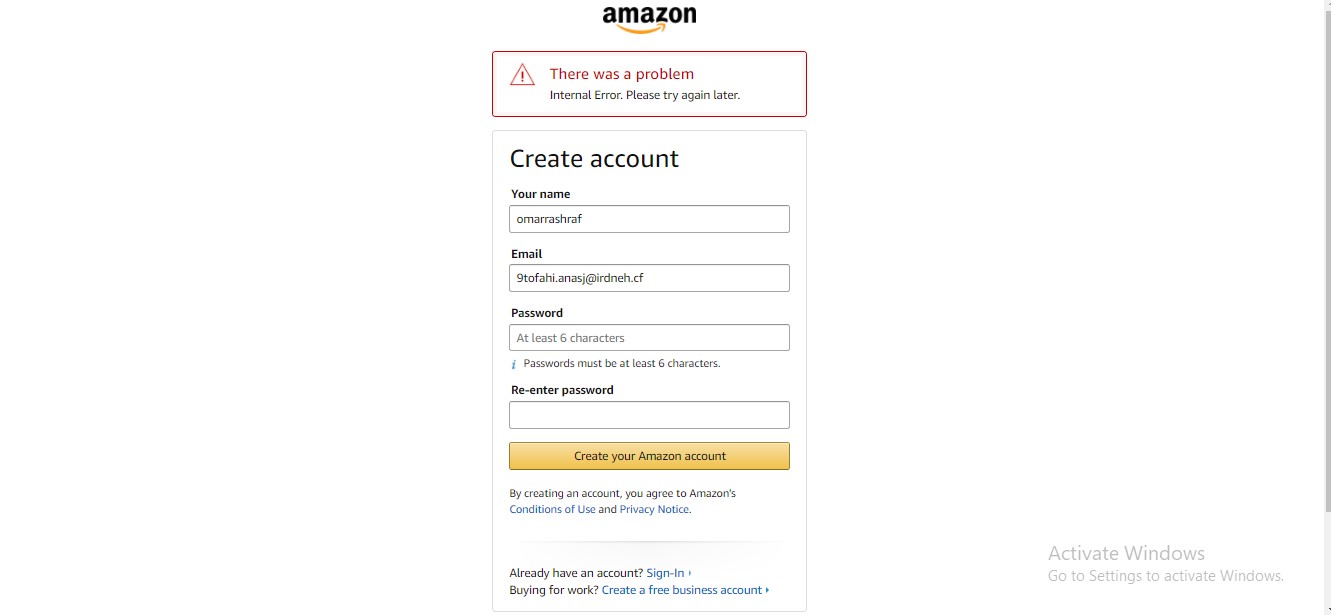 amazon
There was a problem
Internal Error. Please try again later.
Create account
Your name
omarrashraf
Email
9tofahi.anasj@irdneh.cf
Password
At least 6 characters
i Passwords must be at least 6 characters.
Re-enter password
Create your Amazon account
By creating an account, you agree to Amazon's
Conditions of Use and Privacy Notice.
Already have an account? Sign-In
Buying for work? Create a free business account
Activate Windows
Go to Settings to activate Windows.